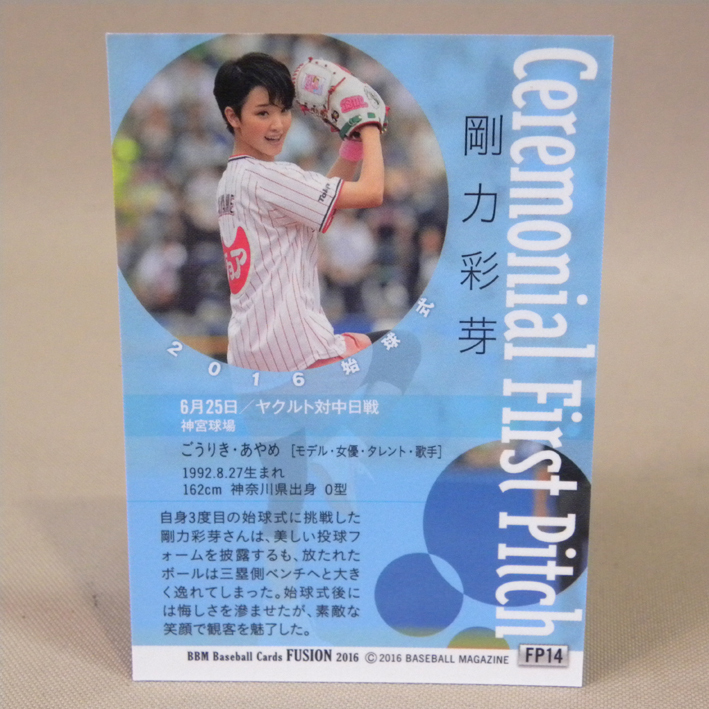 Ceremonial First Pitch
剛力彩芽
2016始球式
6月25日／ヤクルト対中日戦
神宮球場
ごうりき・あやめ [モデル・女優・タレント・歌手]
1992.8.27生まれ
162cm 神奈川県出身 O型
自身3度目の始球式に挑戦した
剛力彩芽さんは、美しい投球フ
ォームを披露するも、放たれた
ボールは三塁側ベンチへと大き
く逸れてしまった。始球式後に
は悔しさを滲ませたが、素敵な
笑顔で観客を魅了した。
BBM Baseball Cards FUSION 2016 ©2016 BASEBALL MAGAZINE
FP14